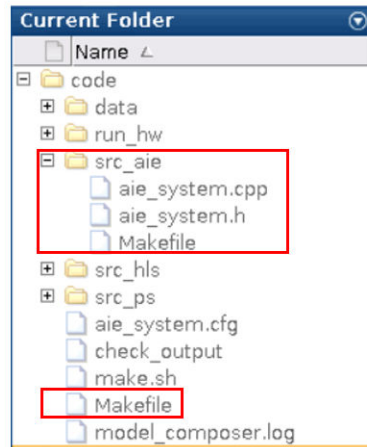 Current Folder
Name
code
data
run_hw
src_aie
aie_system.cpp
aie_system.h
Makefile
src_hls
src_ps
aie_system.cfg
check_output
make.sh
Makefile
model_composer.log